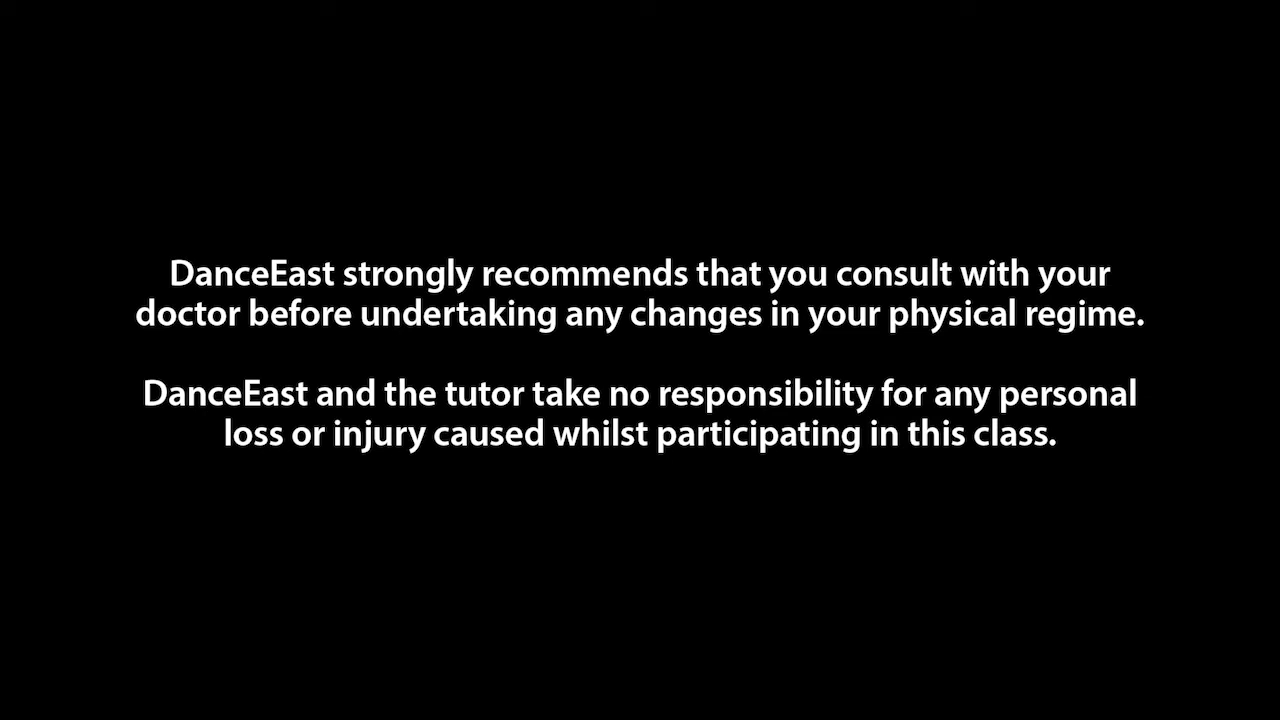 DanceEast strongly recommends that you consult with your
doctor before undertaking any changes in your physical regime.
DanceEast and the tutor take no responsibility for any personal
loss or injury caused whilst participating in this class.